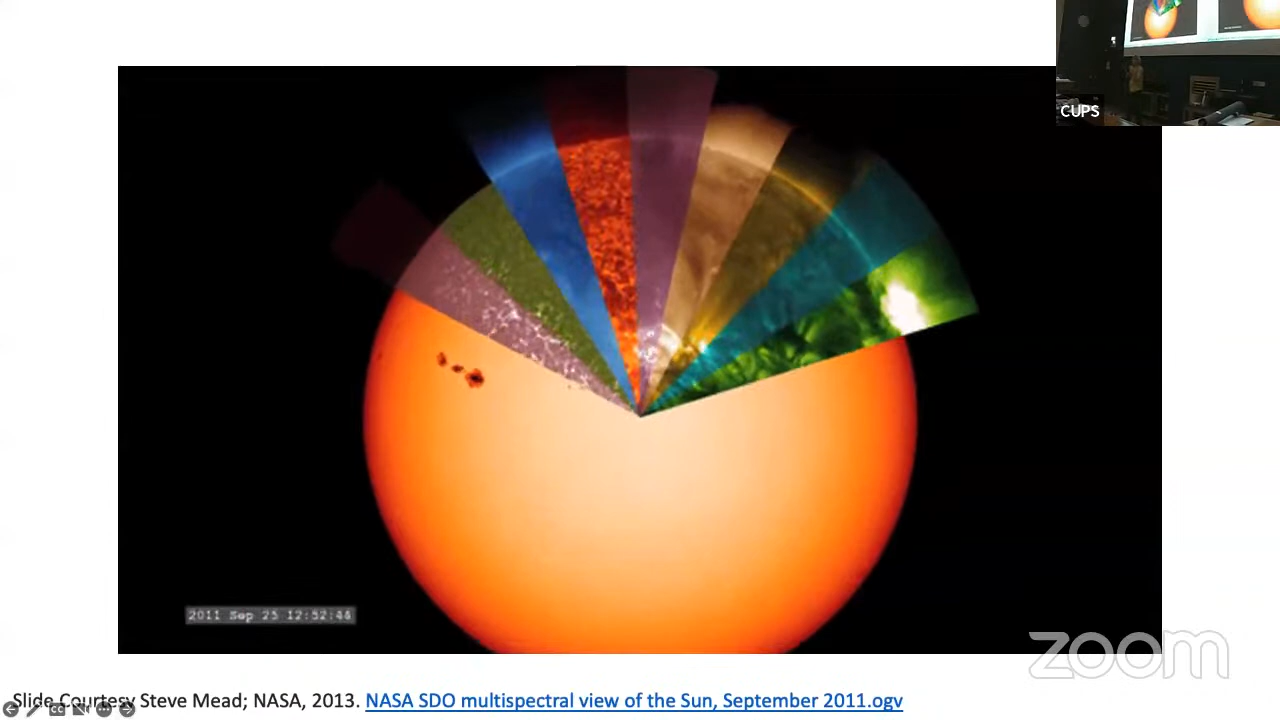 CUPS
2011 Sep 25 12:52:48
zoom
Slide Courtesy Steve Mead; NASA, 2013. NASA SDO multispectral view of the Sun, September 2011.ogv